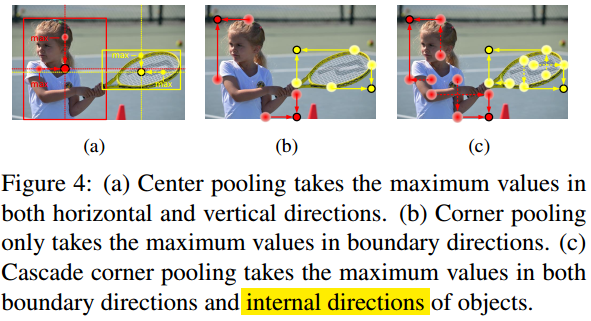 max
max
max
max
(a)
(b)
(c)
Figure 4: (a) Center pooling takes the maximum values in
both horizontal and vertical directions. (b) Corner pooling
only takes the maximum values in boundary directions. (c)
Cascade corner pooling takes the maximum values in both
boundary directions and internal directions of objects.